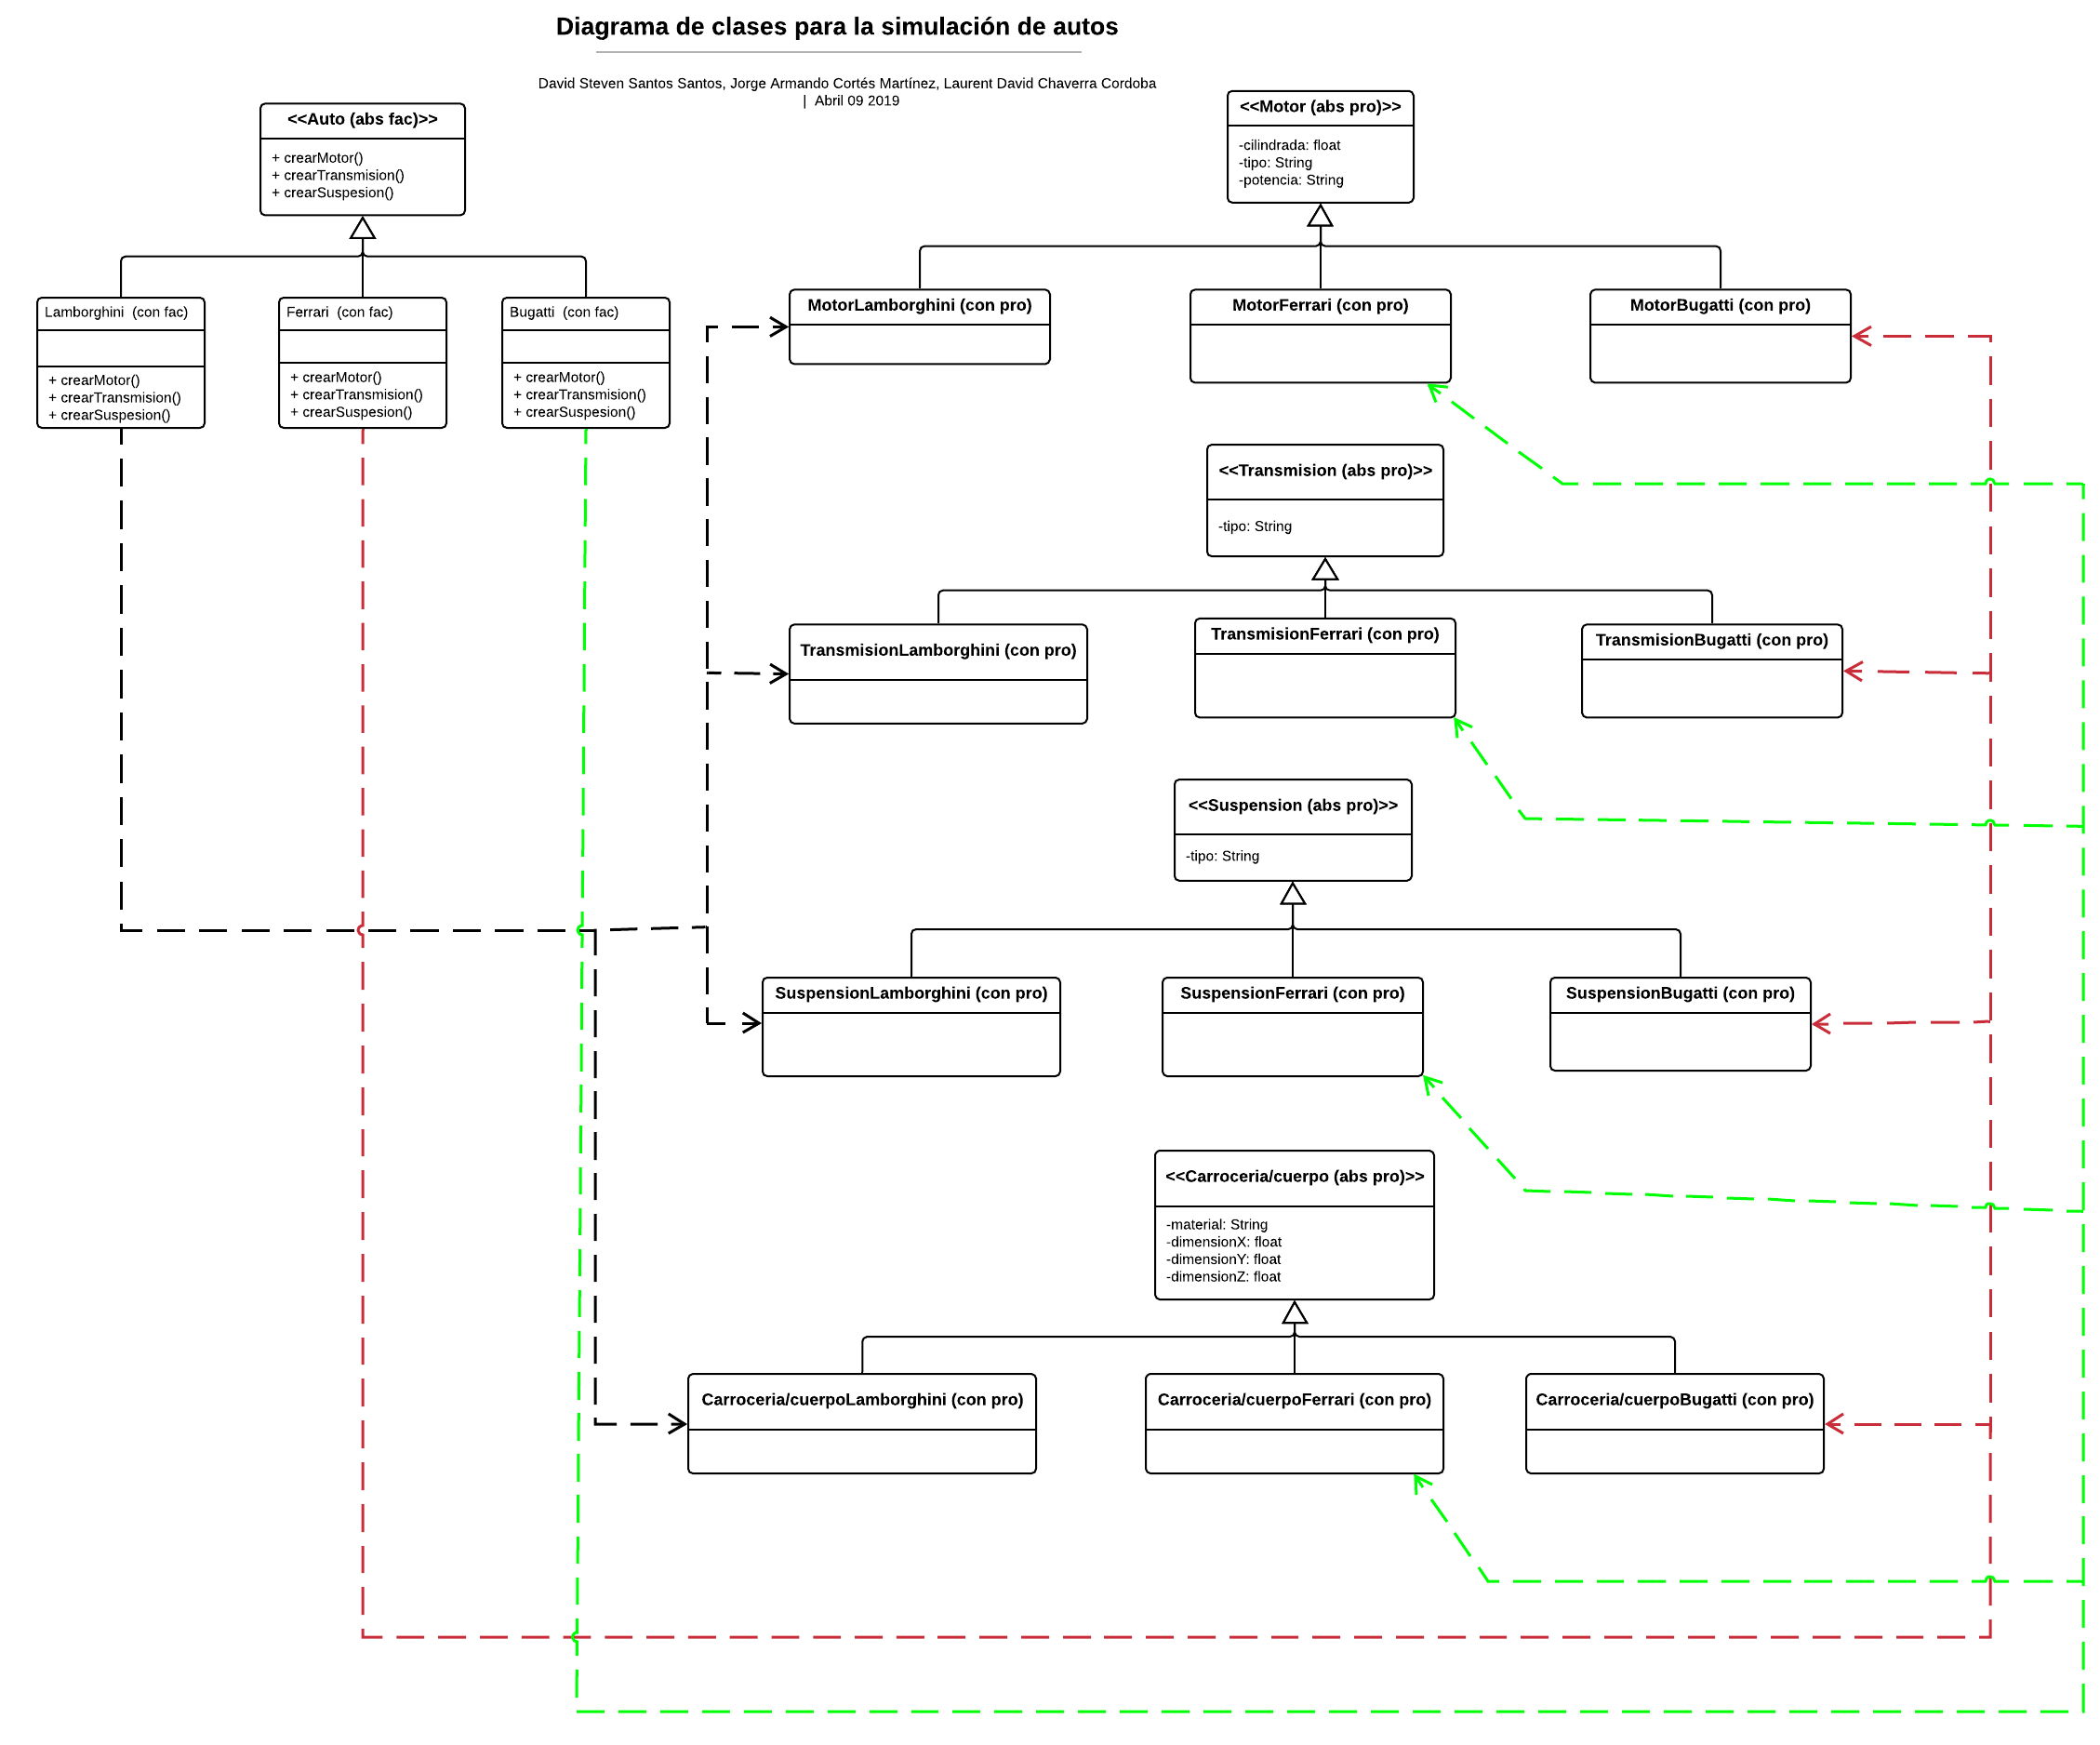 Diagrama de clases para la simulación de autos
David Steven Santos Santos, Jorge Armando Cortés Martínez, Laurent David Chaverra Cordoba
| Abril 09 2019
<<Auto (abs fac)>>
+ crearMotor()
+ crearTransmision()
+ crearSuspesion()
Lamborghini (con fac)
+ crearMotor()
+ crearTransmision()
+ crearSuspesion()
Ferrari (con fac)
+ crearMotor()
+ crearTransmision()
+ crearSuspesion()
Bugatti (con fac)
+ crearMotor()
+ crearTransmision()
+ crearSuspesion()
<<Motor (abs pro)>>
-cilindrada: float
-tipo: String
-potencia: String
MotorLamborghini (con pro)
MotorFerrari (con pro)
MotorBugatti (con pro)
<<Transmision (abs pro)>>
-tipo: String
TransmisionLamborghini (con pro)
TransmisionFerrari (con pro)
TransmisionBugatti (con pro)
<<Suspension (abs pro)>>
-tipo: String
SuspensionLamborghini (con pro)
SuspensionFerrari (con pro)
SuspensionBugatti (con pro)
<<Carroceria/cuerpo (abs pro)>>
-material: String
-dimensionX: float
-dimensionY: float
-dimensionZ: float
Carroceria/cuerpoLamborghini (con pro)
Carroceria/cuerpoFerrari (con pro)
Carroceria/cuerpoBugatti (con pro)